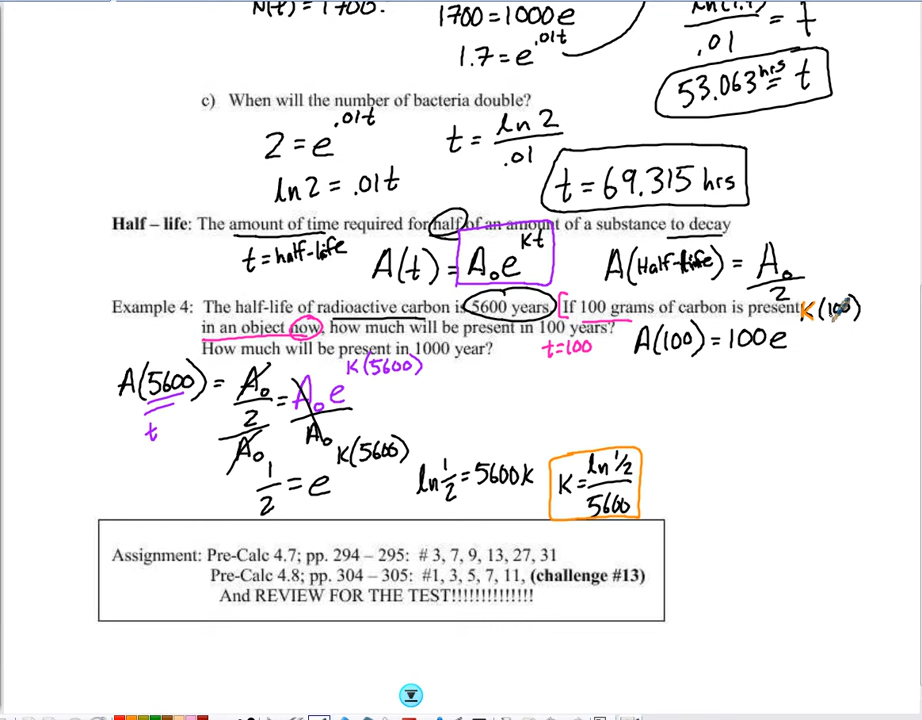 N(t) = 1700.
1700 = 1000e
1.7 = e^.01t
.01 = t
53.063 hrs = t
c) When will the number of bacteria double?
2 = e^.01t
t = ln 2 / .01
ln 2 = .01t
t = 69.315 hrs
Half – life: The amount of time required for half of an amount of a substance to decay
t = half-life
A(t) = A₀e^Kt
A(Half-life) = A₀/2
Example 4: The half-life of radioactive carbon is 5600 years. If 100 grams of carbon is present
in an object now, how much will be present in 100 years?
t=100
A(100) = 100e^K(100)
How much will be present in 1000 year?
A(5600) = A₀/2 = A₀e^K(5600)
t
A₀ A₀
1/2 = e^K(5600)
ln 1/2 = 5600K
K = ln 1/2 / 5600
Assignment: Pre-Calc 4.7; pp. 294 – 295: # 3, 7, 9, 13, 27, 31
Pre-Calc 4.8; pp. 304 – 305: #1, 3, 5, 7, 11, (challenge #13)
And REVIEW FOR THE TEST!!!!!!!!!!!!!!